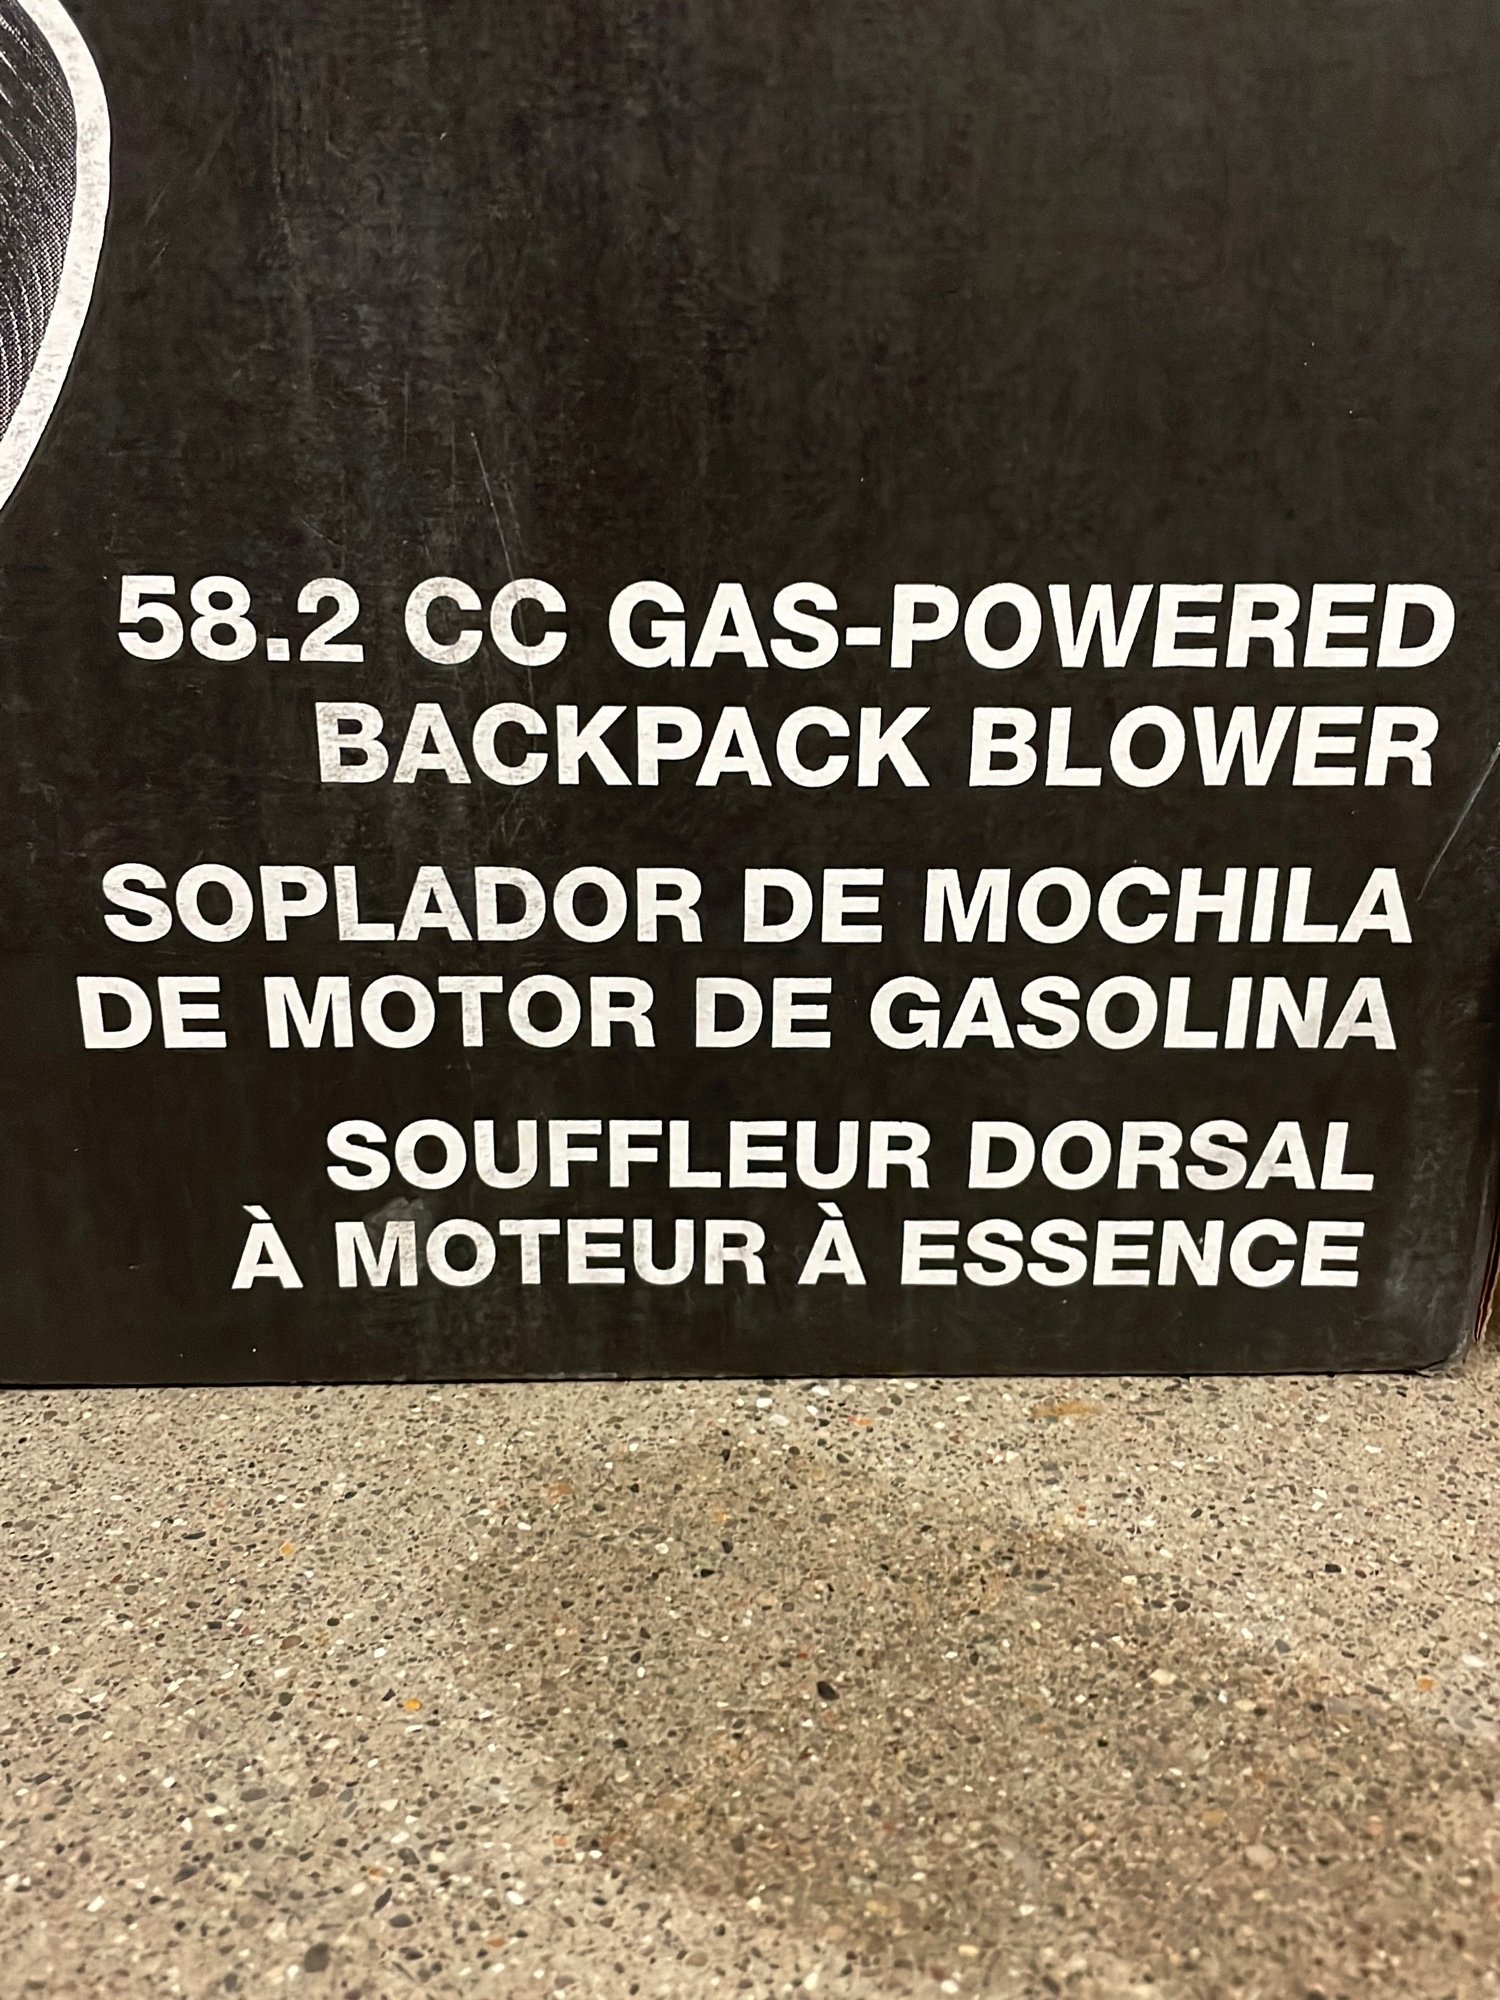 58.2 CC GAS-POWERED
BACKPACK BLOWER
SOPLADOR DE MOCHILA
DE MOTOR DE GASOLINA
SOUFFLEUR DORSAL
À MOTEUR À ESSENCE